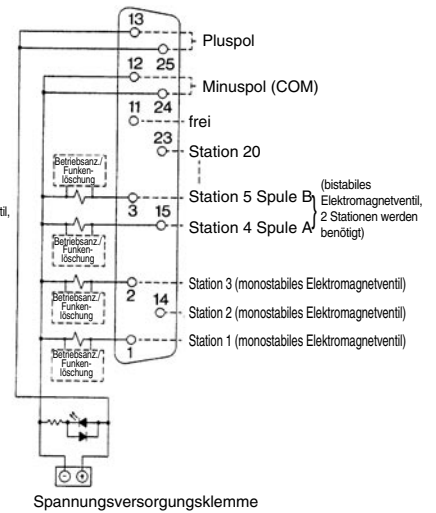 13
Pluspol
12 25
Minuspol (COM)
24
11
frei
23
Station 20
Betriebsanz./
Funken-
löschung
Station 5 Spule B
(bistabiles
Elektromagnetventil,
2 Stationen werden
benötigt)
til,
3 15
Station 4 Spule A
Betriebsanz./
Funken-
löschung
Station 3 (monostabiles Elektromagnetventil)
2
Betriebsanz./
Funken-
löschung
14
Station 2 (monostabiles Elektromagnetventil)
Station 1 (monostabiles Elektromagnetventil)
1
Betriebsanz./
Funken-
löschung
- +
Spannungsversorgungsklemme